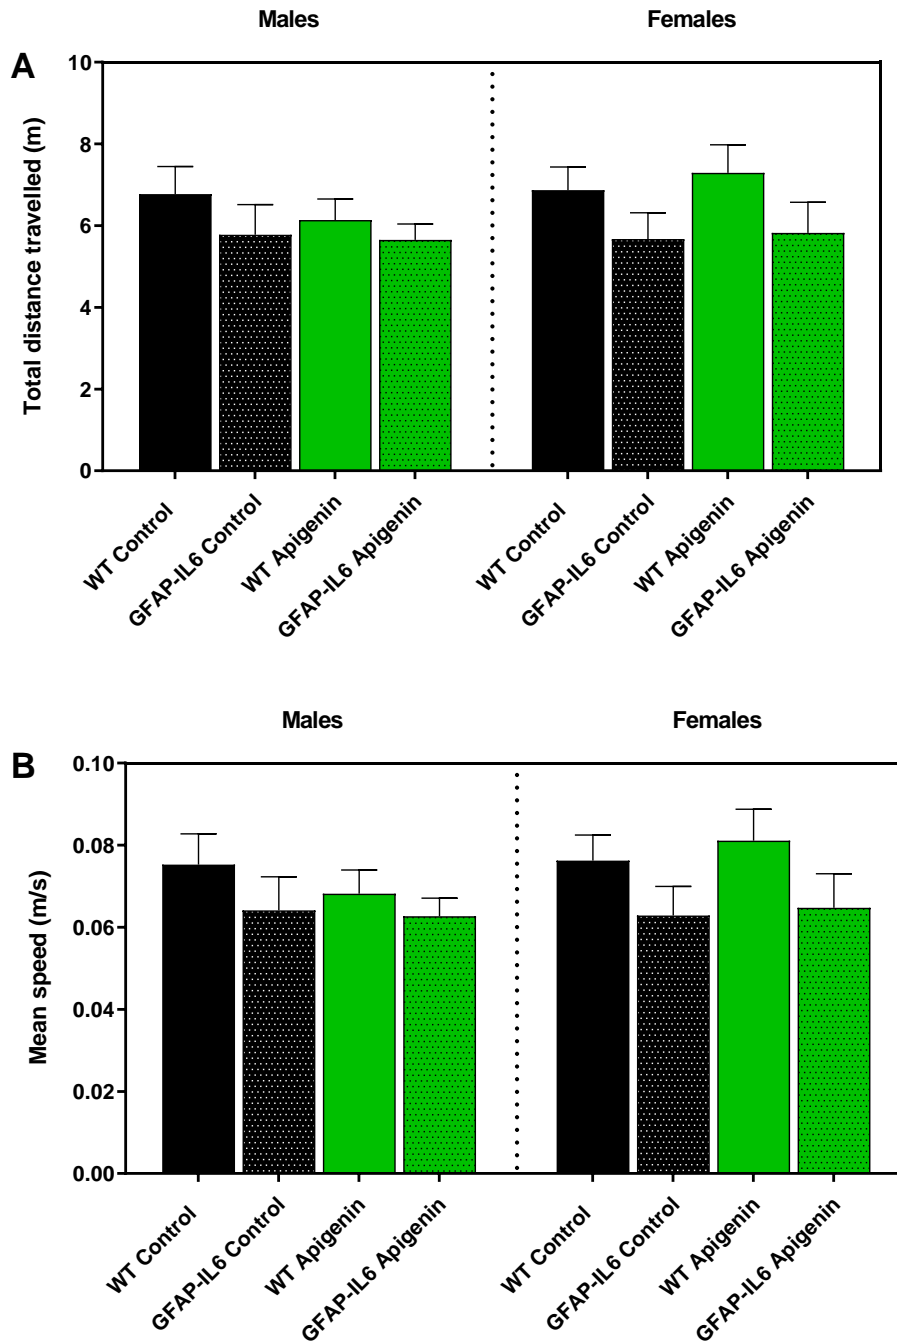 Males Females
A
Total distance travelled (m)
10
8
6
4
2
0
WT Control
GFAP-IL6 Control
WT Apigenin
GFAP-IL6 Apigenin
WT Control
GFAP-IL6 Control
WT Apigenin
GFAP-IL6 Apigenin
Males Females
B
Mean speed (m/s)
0.10
0.08
0.06
0.04
0.02
0.00
WT Control
GFAP-IL6 Control
WT Apigenin
GFAP-IL6 Apigenin
WT Control
GFAP-IL6 Control
WT Apigenin
GFAP-IL6 Apigenin